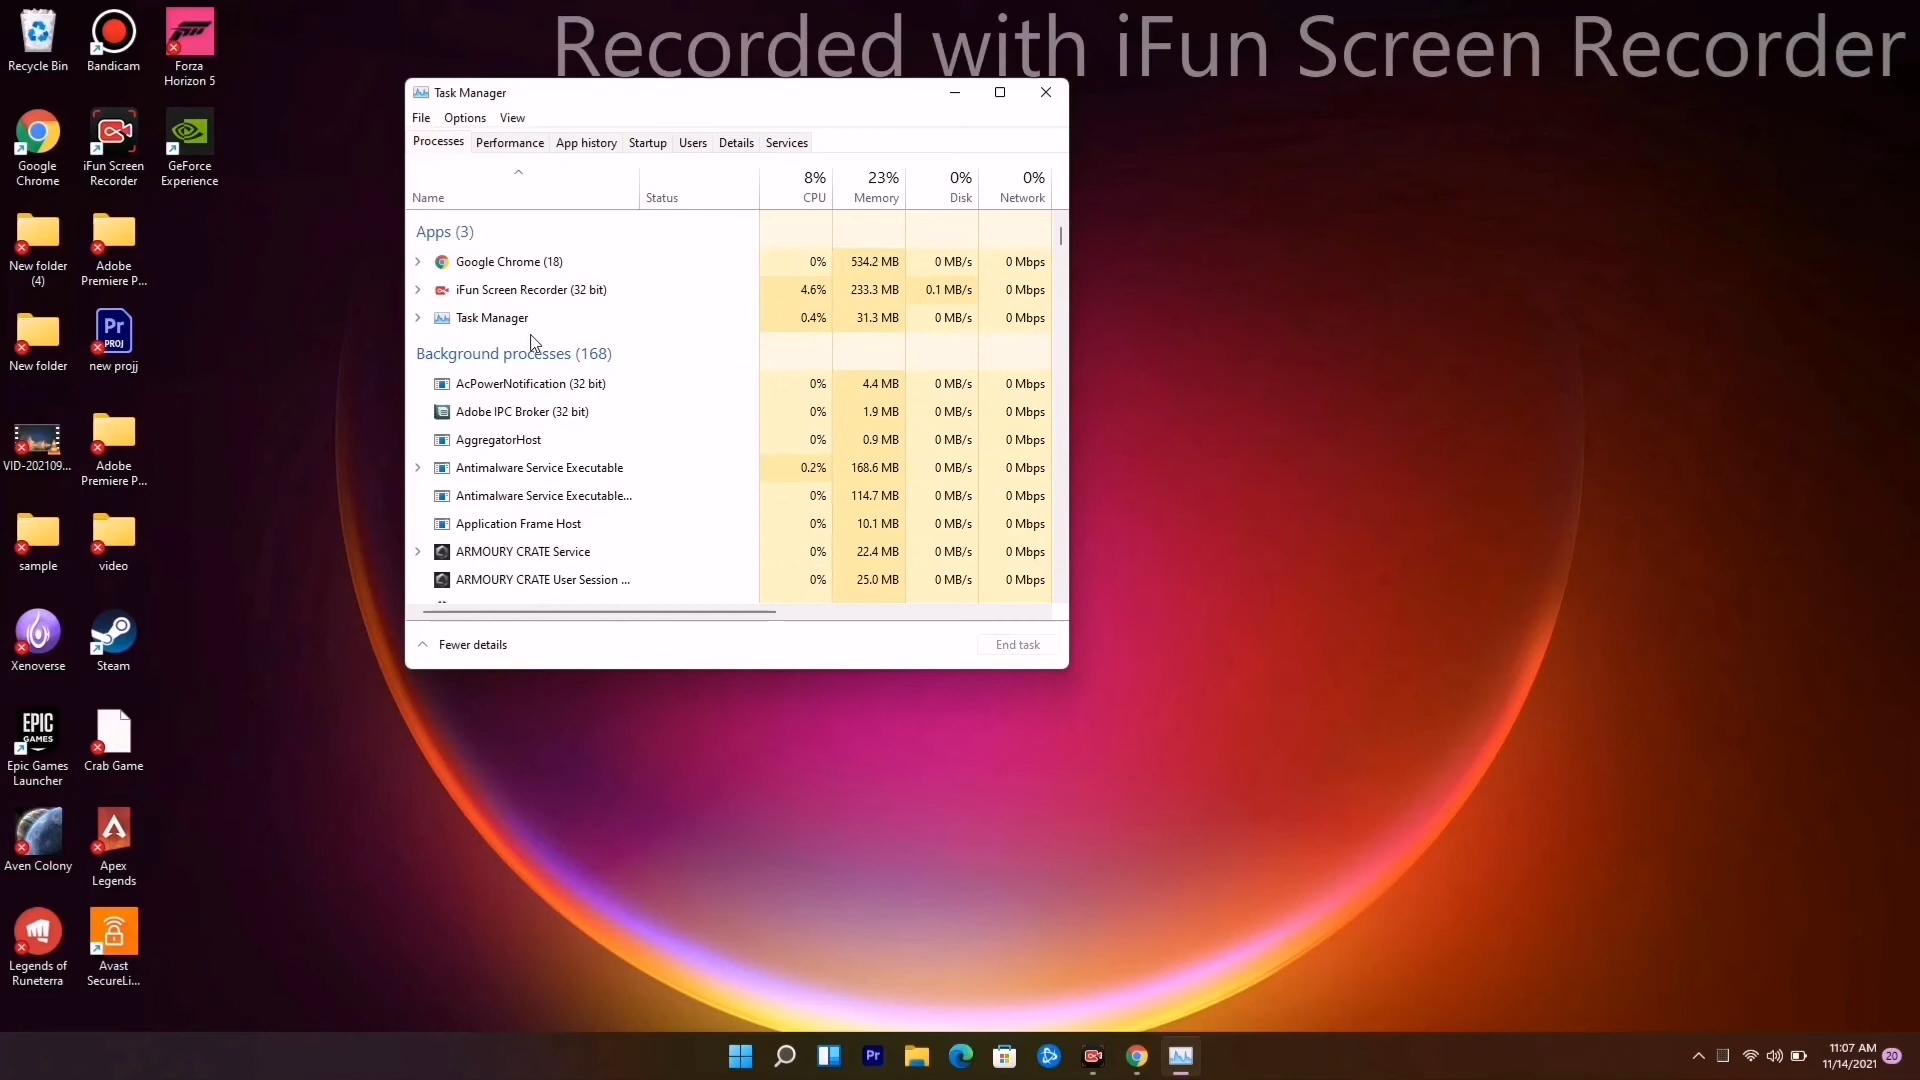 Recorded with iFun Screen Recorder
Recycle Bin
Bandicam
Forza
Horizon 5
Google
Chrome
iFun Screen
Recorder
GeForce
Experience
New folder
(4)
Adobe
Premiere P...
New folder
Pr
PROJ
new projj
VID-202109...
Adobe
Premiere P...
sample
video
Xenoverse
Steam
EPIC
GAMES
Epic Games
Launcher
Crab Game
Aven Colony
Apex
Legends
Legends of
Runeterra
Avast
SecureLi...
Task Manager
File Options View
Processes Performance App history Startup Users Details Services
8% 23% 0% 0%
Name Status CPU Memory Disk Network
Apps (3)
Google Chrome (18) 0% 534.2 MB 0 MB/s 0 Mbps
iFun Screen Recorder (32 bit) 4.6% 233.3 MB 0.1 MB/s 0 Mbps
Task Manager 0.4% 31.3 MB 0 MB/s 0 Mbps
Background processes (168)
AcPowerNotification (32 bit) 0% 4.4 MB 0 MB/s 0 Mbps
Adobe IPC Broker (32 bit) 0% 1.9 MB 0 MB/s 0 Mbps
AggregatorHost 0% 0.9 MB 0 MB/s 0 Mbps
Antimalware Service Executable 0.2% 168.6 MB 0 MB/s 0 Mbps
Antimalware Service Executable... 0% 114.7 MB 0 MB/s 0 Mbps
Application Frame Host 0% 10.1 MB 0 MB/s 0 Mbps
ARMOURY CRATE Service 0% 22.4 MB 0 MB/s 0 Mbps
ARMOURY CRATE User Session ... 0% 25.0 MB 0 MB/s 0 Mbps
Fewer details End task
Pr
11:07 AM
11/14/2021
20